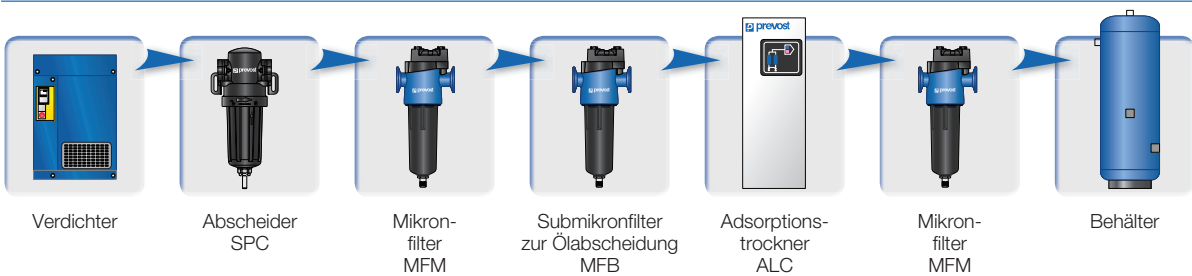 prevost
prevost
prevost
prevost
prevost
Verdichter
Abscheider
SPC
Mikron-
filter
MFM
Submikronfilter
zur Ölabscheidung
MFB
Adsorptions-
trockner
ALC
Mikron-
filter
MFM
Behälter